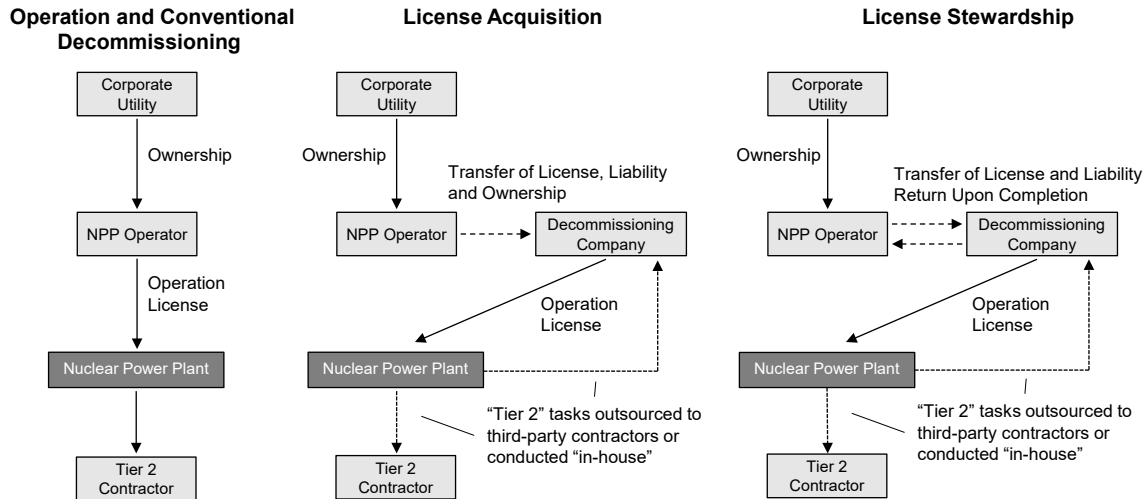 Operation and Conventional
Decommissioning
Corporate
Utility
Ownership
NPP Operator
Operation
License
Nuclear Power Plant
Tier 2
Contractor
License Acquisition
Corporate
Utility
Ownership
Transfer of License, Liability
and Ownership
NPP Operator
Decommissioning
Company
Operation
License
Nuclear Power Plant
“Tier 2” tasks outsourced to
third-party contractors or
conducted “in-house”
Tier 2
Contractor
License Stewardship
Corporate
Utility
Ownership
Transfer of License and Liability
Return Upon Completion
NPP Operator
Decommissioning
Company
Operation
License
Nuclear Power Plant
“Tier 2” tasks outsourced to
third-party contractors or
conducted “in-house”
Tier 2
Contractor